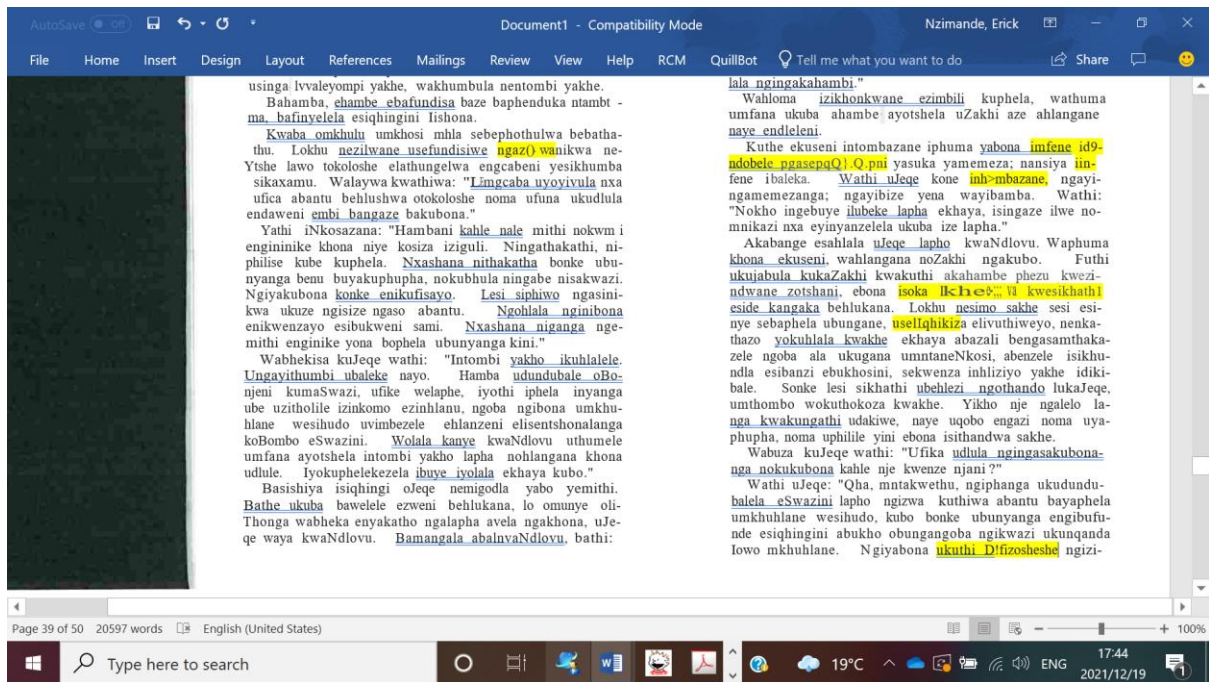 AutoSave Off
Document1 - Compatibility Mode
Nzimande, Erick
File Home Insert Design Layout References Mailings Review View Help RCM QuillBot Tell me what you want to do Share
usinga lvvaleyompi yakhe, wakhumbula nentombi yakhe.
Bahamba, ehambe ebafundisa baze baphenduka ntambt -
ma, bafinyelela esiqhingini Iishona.
Kwaba omkhulu umkhosi mhla sebephothulwa bebatha-
thu. Lokhu nezilwane usefundisiwe ngaz() wanikwa ne-
Ytshe lawo tokoloshe elathungelwa engcabeni yesikhumba
sikaxamu. Walaywa kwathiwa: "Limgcaba uyoyivula nxa
ufica abantu behlushwa otokoloshe noma ufuna ukudlula
endaweni embi bangaze bakubona."
Yathi iNkosazana: "Hambani kahle nale mithi nokwm i
engininike khona niye kosiza iziguli. Ningathakathi, ni-
philise kube kuphela. Nxashana nithakatha bonke ubu-
nyanga benu buyakuphupha, nokubhula ningabe nisakwazi.
Ngiyakubona konke enikufisayo. Lesi siphiwo ngasini-
kwa ukuze ngisize ngaso abantu. Ngohlala nginibona
enikwenzayo esibukweni sami. Nxashana niganga nge-
mithi enginike yona bophela ubunyanga kini."
Wabhekisa kuJeqe wathi: "Intombi yakho ikuhlalele.
Ungayithumbi ubaleke nayo. Hamba udundubale oBo-
njeni kumaSwazi, ufike welaphe, iyothi iphela inyanga
ube uzitholile izinkomo ezinhlanu, ngoba ngibona umkhu-
hlane wesihudo uvimbezele ehlanzeni elisentshonalanga
koBombo eSwazini. Wolala kanye kwaNdlovu uthumele
umfana ayotshela intombi yakho lapha nohlangana khona
udlule. Iyokuphelekezela ibuye iyolala ekhaya kubo."
Basishiya isiqhingi oJeqe nemigodla yabo yemithi.
Bathe ukuba bawelele ezweni behlukana, lo omunye oli-
Thonga wabheka enyakatho ngalapha avela ngakhona, uJe-
qe waya kwaNdlovu. Bamangala abalnvaNdlovu, bathi:
lala ngingakahambi."
Wahloma izikhonkwane ezimbili kuphela, wathuma
umfana ukuba ahambe ayotshela uZakhi aze ahlangane
naye endleleni.
Kuthe ekuseni intombazane iphuma yabona imfene id9-
ndobele pgasepqQ}.Q.pni yasuka yamemeza; nansiya iin-
fene ibaleka. Wathi uJeqe kone inh>mbazane, ngayi-
ngamemezanga; ngayibize yena wayibamba. Wathi:
"Nokho ingebuye ilubeke lapha ekhaya, isingaze ilwe no-
mnikazi nxa eyinyanzelela ukuba ize lapha."
Akabange esahlala uJeqe lapho kwaNdlovu. Waphuma
khona ekuseni, wahlangana noZakhi ngakubo. Futhi
ukujabula kukaZakhi kwakuthi akahambe phezu kwezi-
ndwane zotshani, ebona isoka kwesikhath1
eside kangaka behlukana. Lokhu nesimo sakhe sesi esi-
nye sebaphela ubungane, uselIqhikiza elivuthiweyo, nenka-
thazo yokuhlala kwakhe ekhaya abazali bengasamthaka-
zele ngoba ala ukugana umntaneNkosi, abenzele isikhu-
ndla esibanzi ebukhosini, sekwenza inhliziyo yakhe idiki-
bale. Sonke lesi sikhathi ubehlezi ngothando lukaJeqe,
umthombo wokuthokoza kwakhe. Yikho nje ngalelo la-
nga kwakungathi udakiwe, naye uqobo engazi noma uya-
phupha, noma uphilile yini ebona isithandwa sakhe.
Wabuza kuJeqe wathi: "Ufika udlula ngingasakubona-
nga nokukubona kahle nje kwenze njani?"
Wathi uJeqe: "Qha, mntakwethu, ngiphanga ukudundu-
balela eSwazini lapho ngizwa kuthiwa abantu bayaphela
umkhuhlane wesihudo, kubo bonke ubunyanga engibufu-
nde esiqhingini abukho obungangoba ngikwazi ukunqanda
Iowo mkhuhlane. Ngiyabona ukuthi D!fizosheshe ngizi-
Page 39 of 50 20597 words English (United States) 100%
Type here to search
19°C ENG 17:44
2021/12/19
1